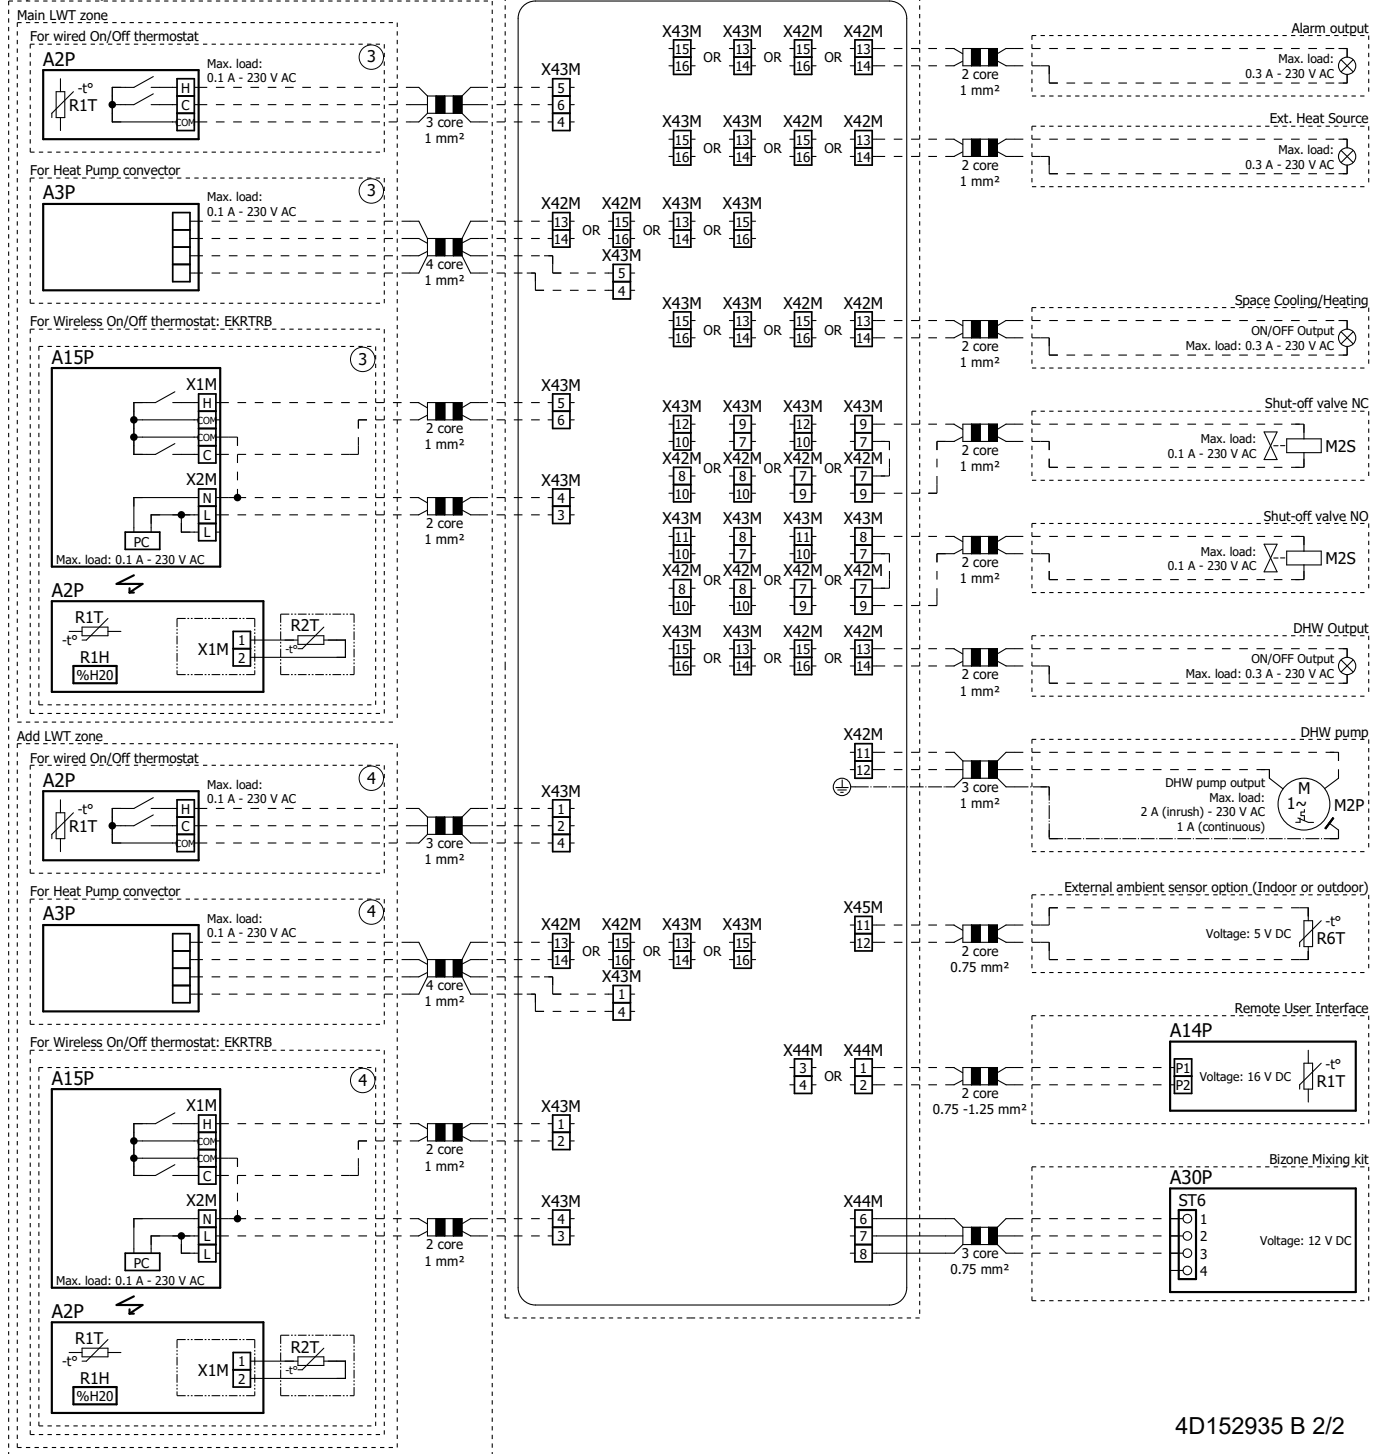 Main LWT zone
For wired On/Off thermostat
A2P
3
Max. load:
0.1 A - 230 V AC
-t°
R1T
H
C
COM
3 core
1 mm²
X43M
5
6
4
For Heat Pump convector
A3P
3
Max. load:
0.1 A - 230 V AC
4 core
1 mm²
X42M X42M X43M X43M
13 OR 15 OR 13 OR 15
14 16 14 16
X43M
5
4
For Wireless On/Off thermostat: EKRTRB
A15P
3
X1M
H
COM
COM
C
2 core
1 mm²
X43M
5
6
X2M
N
L
L
PC
Max. load: 0.1 A - 230 V AC
2 core
1 mm²
X43M
4
3
A2P
R1T
-t°
R1H
%H20
X1M
1
2
R2T
-t°
Add LWT zone
For wired On/Off thermostat
A2P
4
Max. load:
0.1 A - 230 V AC
-t°
R1T
H
C
COM
3 core
1 mm²
X43M
1
2
4
For Heat Pump convector
A3P
4
Max. load:
0.1 A - 230 V AC
4 core
1 mm²
X42M X42M X43M X43M
13 OR 15 OR 13 OR 15
14 16 14 16
X43M
1
4
For Wireless On/Off thermostat: EKRTRB
A15P
4
X1M
H
COM
COM
C
2 core
1 mm²
X43M
1
2
X2M
N
L
L
PC
Max. load: 0.1 A - 230 V AC
2 core
1 mm²
X43M
4
3
A2P
R1T
-t°
R1H
%H20
X1M
1
2
R2T
-t°
X43M X43M X42M X42M
15 OR 13 OR 15 OR 13
16 14 16 14
2 core
1 mm²
Alarm output
Max. load:
0.3 A - 230 V AC
X43M X43M X42M X42M
15 OR 13 OR 15 OR 13
16 14 16 14
2 core
1 mm²
Ext. Heat Source
Max. load:
0.3 A - 230 V AC
X43M X43M X42M X42M
15 OR 13 OR 15 OR 13
16 14 16 14
2 core
1 mm²
Space Cooling/Heating
ON/OFF Output
Max. load: 0.3 A - 230 V AC
X43M X43M X43M X43M
12 9 12 9
10 7 10 7
X42M OR X42M OR X42M OR X42M
8 8 7 7
10 10 9 9
2 core
1 mm²
Shut-off valve NC
Max. load:
0.1 A - 230 V AC
M2S
X43M X43M X43M X43M
11 8 11 8
10 7 10 7
X42M OR X42M OR X42M OR X42M
8 8 7 7
10 10 9 9
2 core
1 mm²
Shut-off valve NO
Max. load:
0.1 A - 230 V AC
M2S
X43M X43M X42M X42M
15 OR 13 OR 15 OR 13
16 14 16 14
2 core
1 mm²
DHW Output
ON/OFF Output
Max. load: 0.3 A - 230 V AC
X42M
11
12
3 core
1 mm²
DHW pump
DHW pump output
Max. load:
2 A (inrush) - 230 V AC
1 A (continuous)
M
1~
M2P
X45M
11
12
2 core
0.75 mm²
External ambient sensor option (Indoor or outdoor)
Voltage: 5 V DC
-t°
R6T
X44M X44M
3 OR 1
4 2
2 core
0.75 -1.25 mm²
Remote User Interface
A14P
P1
P2
Voltage: 16 V DC
-t°
R1T
X44M
6
7
8
3 core
0.75 mm²
Bizone Mixing kit
A30P
ST6
1
2
3
4
Voltage: 12 V DC
4D152935 B 2/2